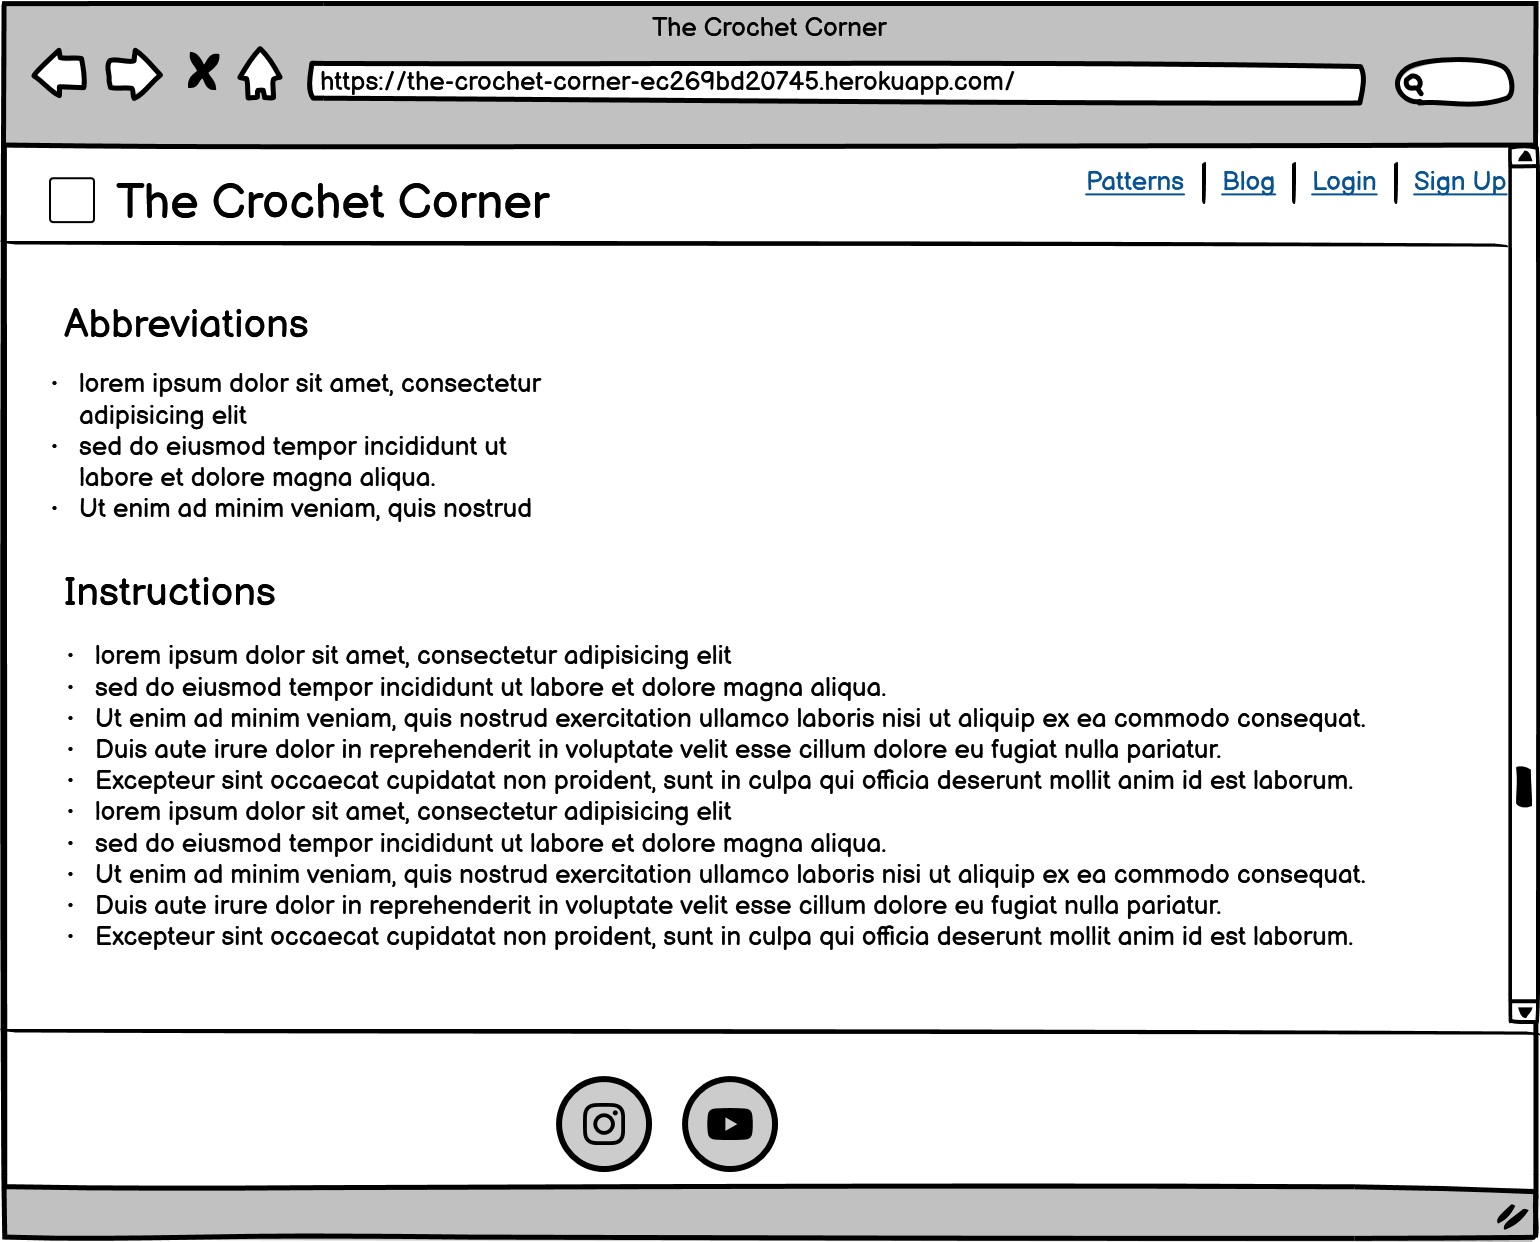 The Crochet Corner
https://the-crochet-corner-ec269bd20745.herokuapp.com/
The Crochet Corner
Patterns | Blog | Login | Sign Up
Abbreviations
• lorem ipsum dolor sit amet, consectetur
adipisicing elit
• sed do eiusmod tempor incididunt ut
labore et dolore magna aliqua.
• Ut enim ad minim veniam, quis nostrud
Instructions
• lorem ipsum dolor sit amet, consectetur adipisicing elit
• sed do eiusmod tempor incididunt ut labore et dolore magna aliqua.
• Ut enim ad minim veniam, quis nostrud exercitation ullamco laboris nisi ut aliquip ex ea commodo consequat.
• Duis aute irure dolor in reprehenderit in voluptate velit esse cillum dolore eu fugiat nulla pariatur.
• Excepteur sint occaecat cupidatat non proident, sunt in culpa qui officia deserunt mollit anim id est laborum.
• lorem ipsum dolor sit amet, consectetur adipisicing elit
• sed do eiusmod tempor incididunt ut labore et dolore magna aliqua.
• Ut enim ad minim veniam, quis nostrud exercitation ullamco laboris nisi ut aliquip ex ea commodo consequat.
• Duis aute irure dolor in reprehenderit in voluptate velit esse cillum dolore eu fugiat nulla pariatur.
• Excepteur sint occaecat cupidatat non proident, sunt in culpa qui officia deserunt mollit anim id est laborum.